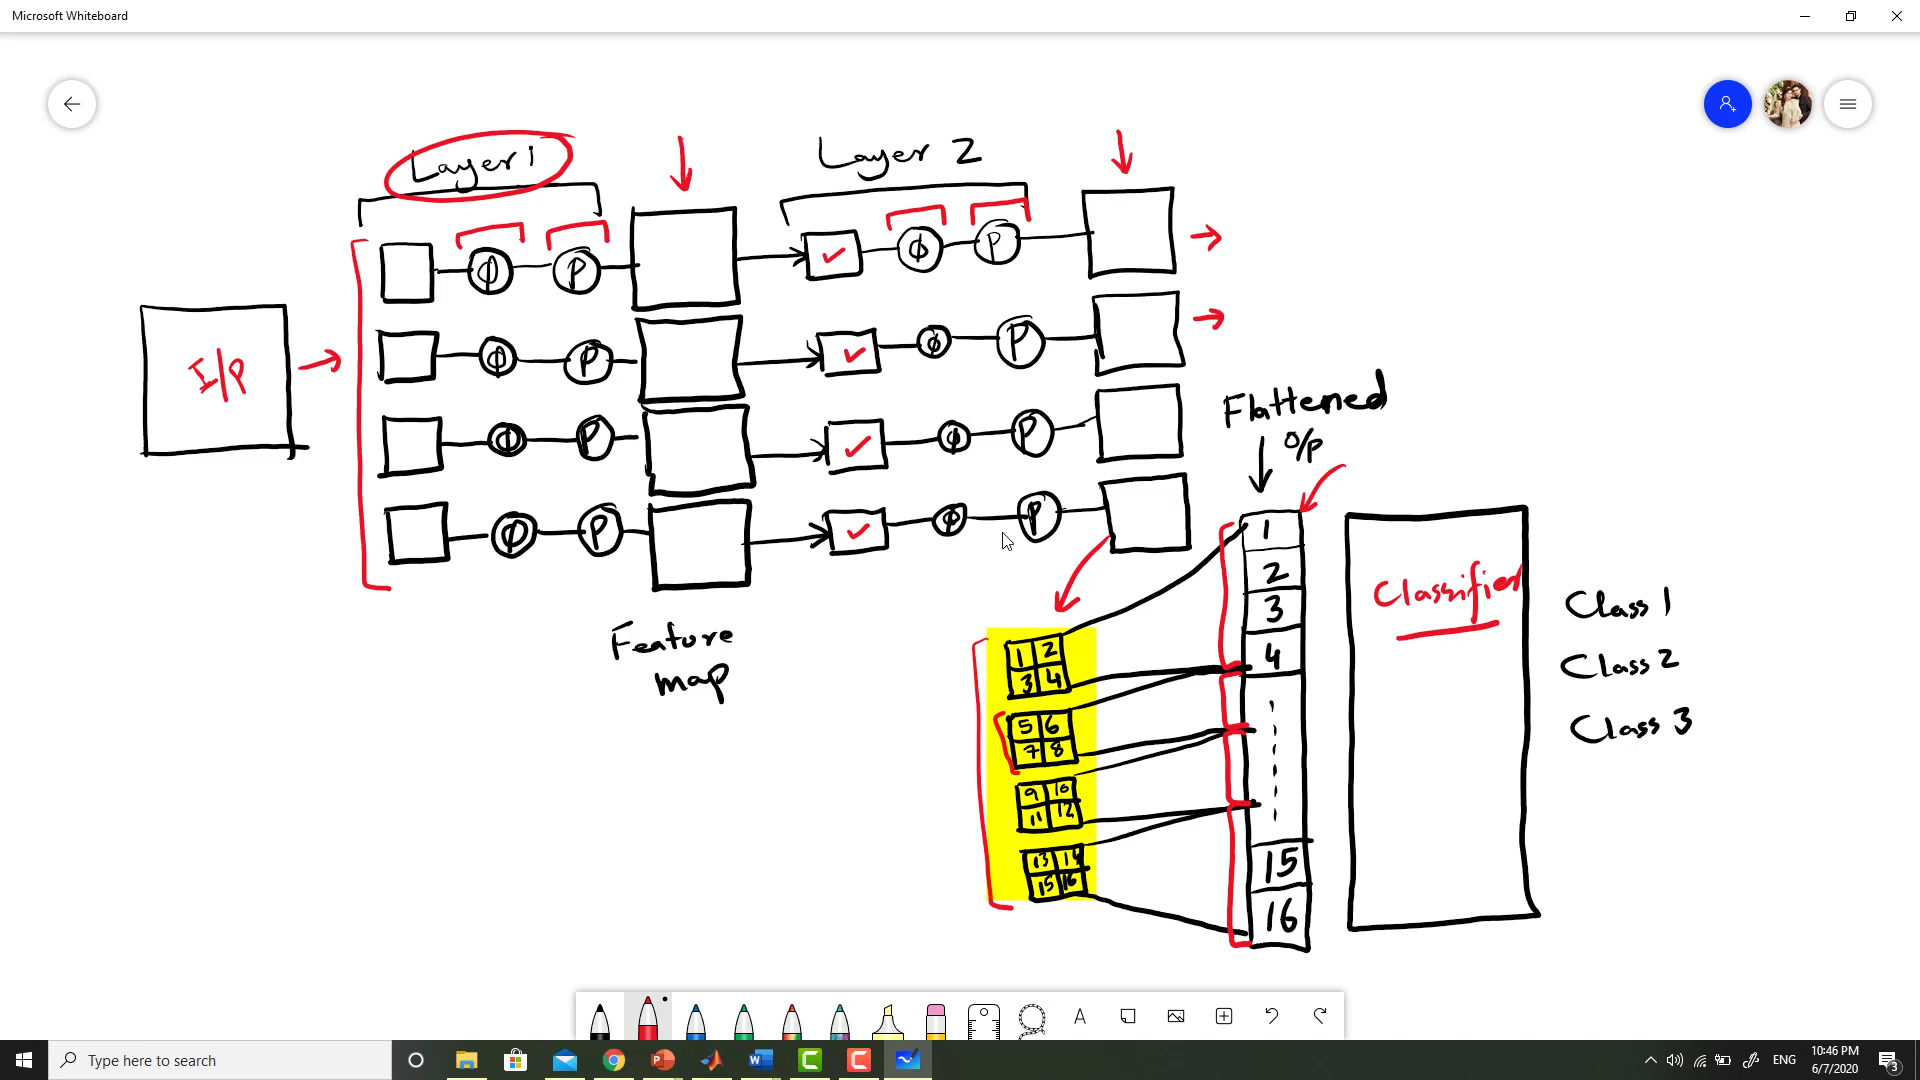 Microsoft Whiteboard
Layer 1
Layer 2
I/P
ϕ P
ϕ P
ϕ P
ϕ P
ϕ P
ϕ P
ϕ P
ϕ P
Feature
map
Flattened
O/P
1 2
3 4
5 6
7 8
9 10
11 12
13 14
15 16
1
2
3
4
15
16
Classifier
Class 1
Class 2
Class 3
Type here to search
ENG
10:46 PM
6/7/2020
3